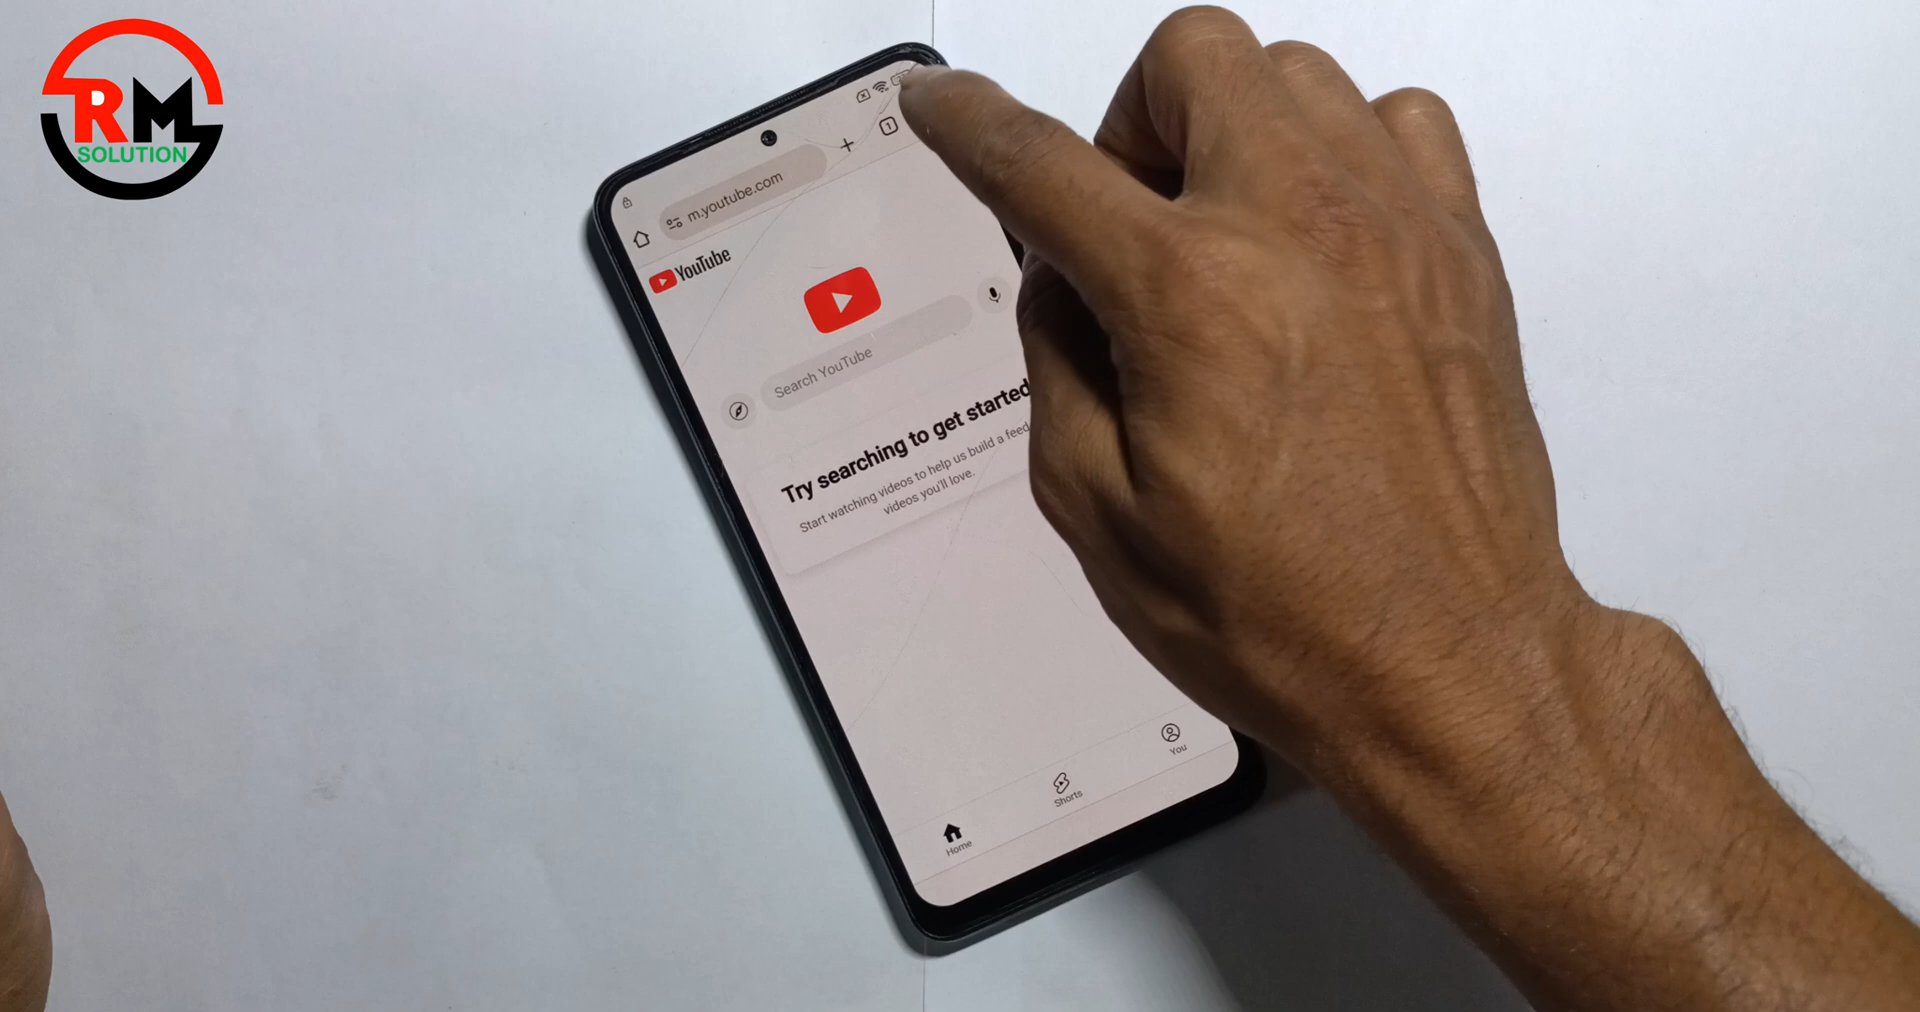 RM
SOLUTION
1
m.youtube.com
YouTube
Search YouTube
Try searching to get started
Start watching videos to help us build a feed
videos you'll love.
You
Shorts
Home